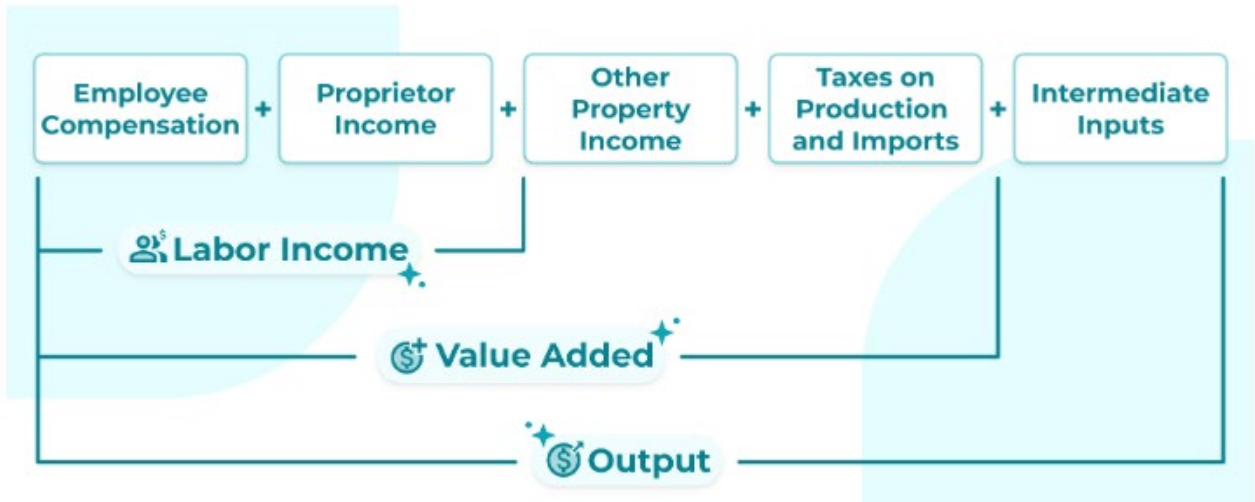 Employee
Compensation
+
Proprietor
Income
+
Other
Property
Income
+
Taxes on
Production
and Imports
+
Intermediate
Inputs
Labor Income
Value Added
Output